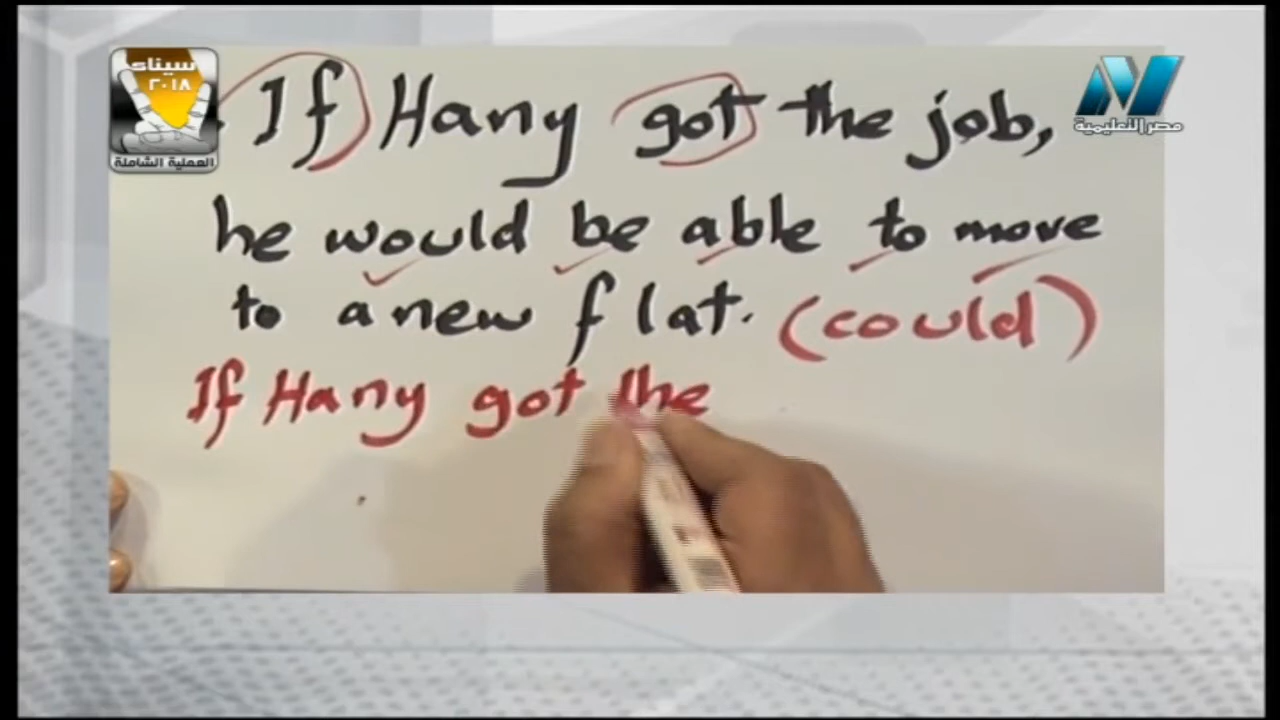 سيناء
٢٠١٨
العملية الشاملة
مصر التعليمية
If Hany got the job,
he would be able to move
to a new flat. (could)
If Hany got the